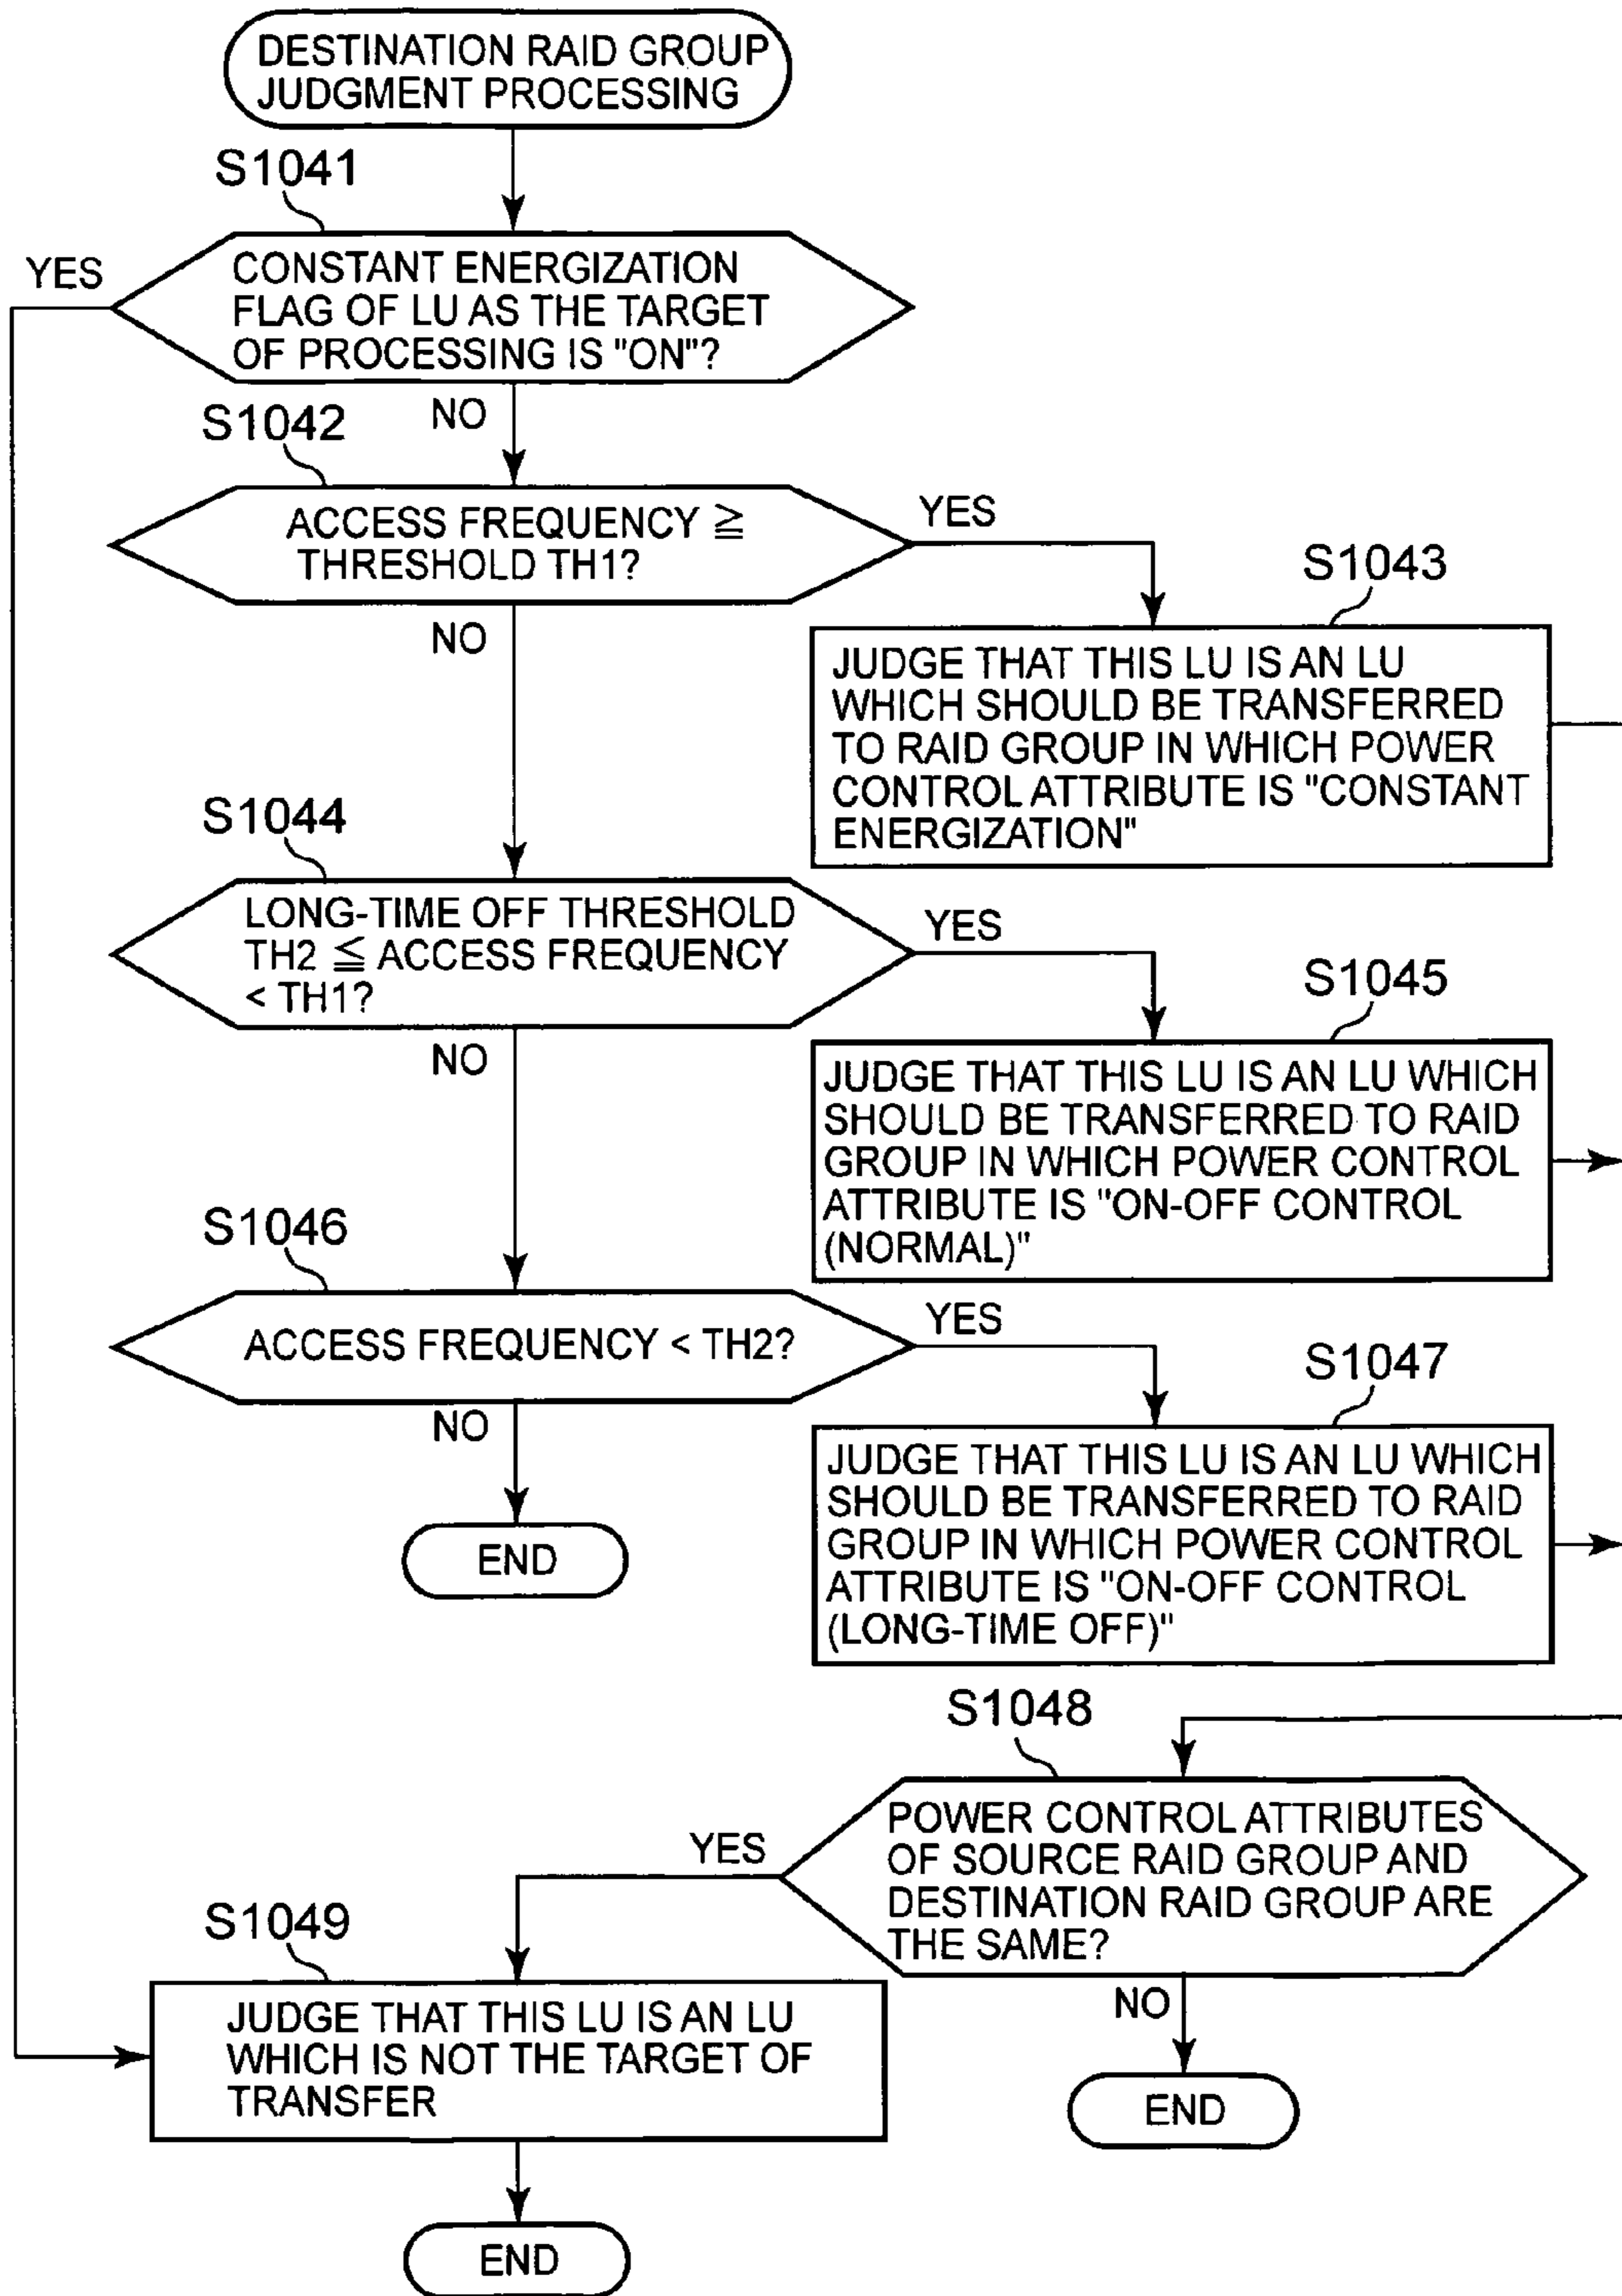 DESTINATION RAID GROUP
JUDGMENT PROCESSING
S1041
YES
CONSTANT ENERGIZATION
FLAG OF LU AS THE TARGET
OF PROCESSING IS "ON"?
NO
S1042
ACCESS FREQUENCY ≧
THRESHOLD TH1?
YES
NO
S1043
JUDGE THAT THIS LU IS AN LU
WHICH SHOULD BE TRANSFERRED
TO RAID GROUP IN WHICH POWER
CONTROL ATTRIBUTE IS "CONSTANT
ENERGIZATION"
S1044
LONG-TIME OFF THRESHOLD
TH2 ≦ ACCESS FREQUENCY
< TH1?
YES
NO
S1045
JUDGE THAT THIS LU IS AN LU WHICH
SHOULD BE TRANSFERRED TO RAID
GROUP IN WHICH POWER CONTROL
ATTRIBUTE IS "ON-OFF CONTROL
(NORMAL)"
S1046
ACCESS FREQUENCY < TH2?
YES
NO
END
S1047
JUDGE THAT THIS LU IS AN LU WHICH
SHOULD BE TRANSFERRED TO RAID
GROUP IN WHICH POWER CONTROL
ATTRIBUTE IS "ON-OFF CONTROL
(LONG-TIME OFF)"
S1048
POWER CONTROL ATTRIBUTES
OF SOURCE RAID GROUP AND
DESTINATION RAID GROUP ARE
THE SAME?
YES
NO
END
S1049
JUDGE THAT THIS LU IS AN LU
WHICH IS NOT THE TARGET OF
TRANSFER
END